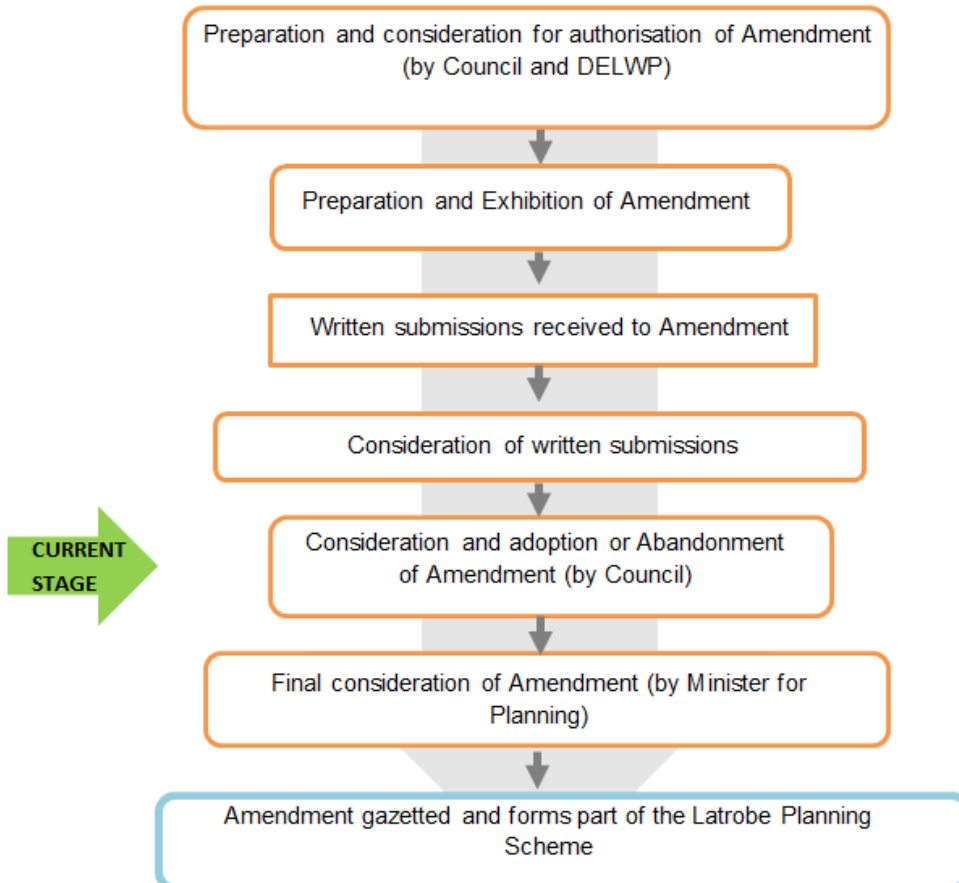 Preparation and consideration for authorisation of Amendment
(by Council and DELWP)
Preparation and Exhibition of Amendment
Written submissions received to Amendment
Consideration of written submissions
CURRENT
STAGE
Consideration and adoption or Abandonment
of Amendment (by Council)
Final consideration of Amendment (by Minister for
Planning)
Amendment gazetted and forms part of the Latrobe Planning
Scheme